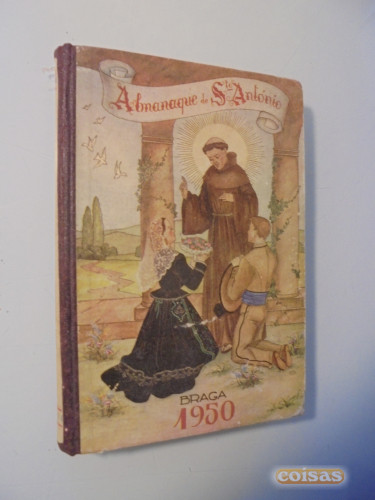 Almanaque de Stº António
BRAGA
1950
coisas